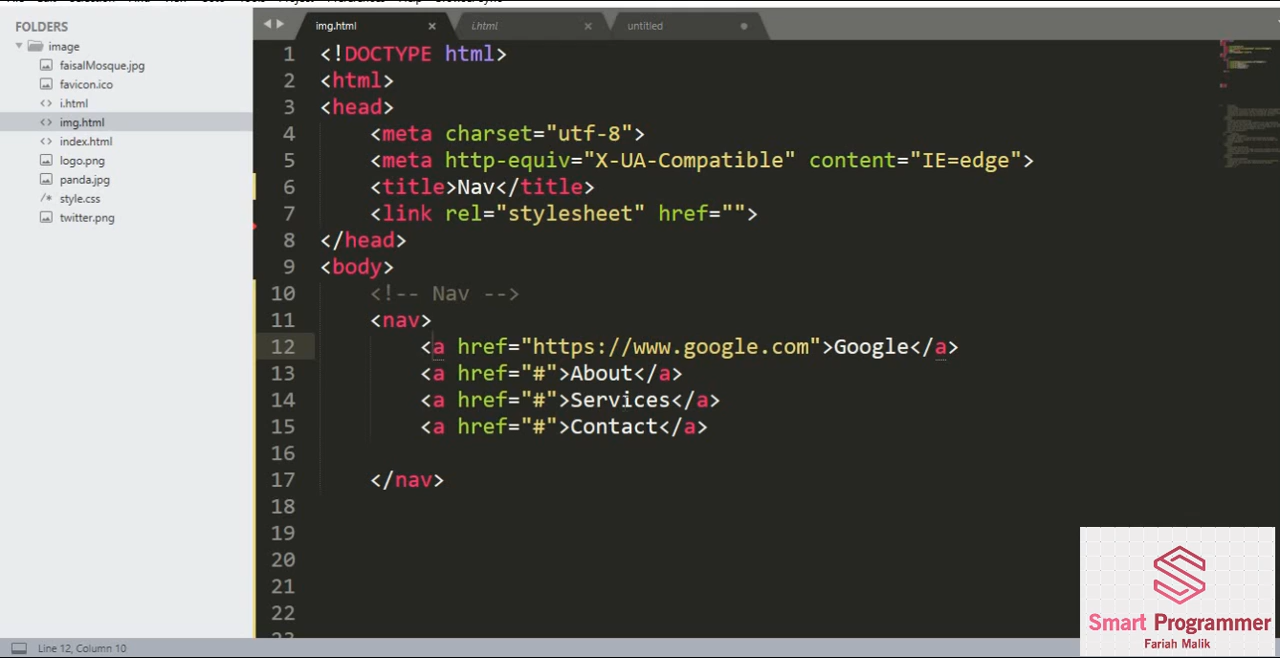 FOLDERS
image
faisalMosque.jpg
favicon.ico
<> i.html
<> img.html
<> index.html
logo.png
panda.jpg
/* style.css
twitter.png
img.html × i.html × untitled
1 <!DOCTYPE html>
2 <html>
3 <head>
4 <meta charset="utf-8">
5 <meta http-equiv="X-UA-Compatible" content="IE=edge">
6 <title>Nav</title>
7 <link rel="stylesheet" href="">
8 </head>
9 <body>
10 <!-- Nav -->
11 <nav>
12 <a href="https://www.google.com">Google</a>
13 <a href="#">About</a>
14 <a href="#">Services</a>
15 <a href="#">Contact</a>
16
17 </nav>
18
19
20
21
22
23
Smart Programmer
Fariah Malik
Line 12, Column 10